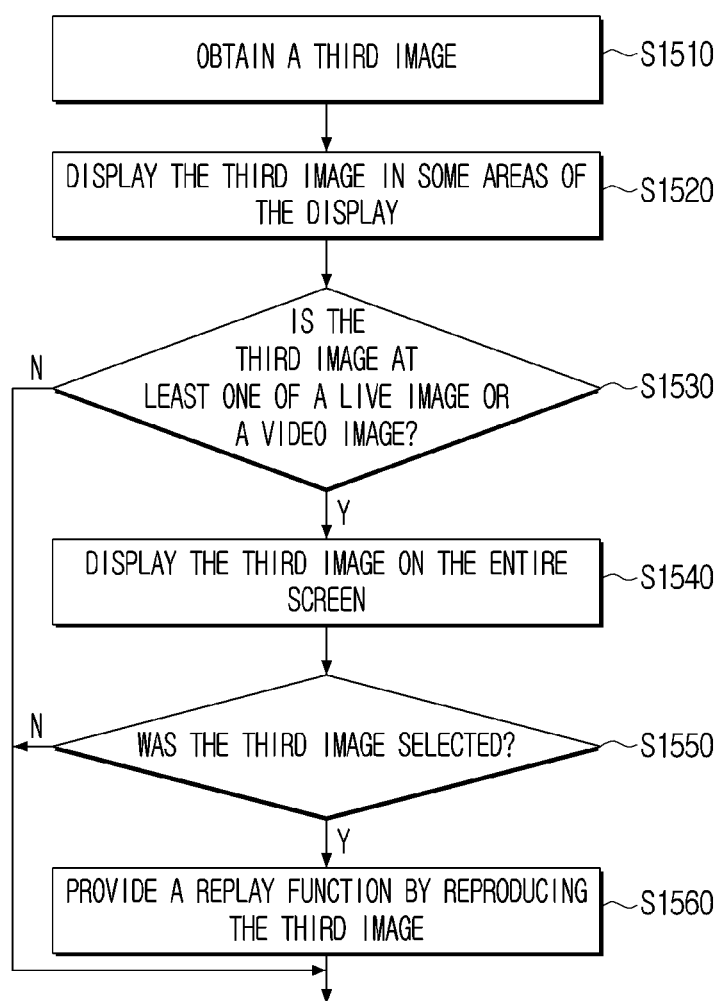 OBTAIN A THIRD IMAGE
S1510
DISPLAY THE THIRD IMAGE IN SOME AREAS OF
THE DISPLAY
S1520
IS THE
THIRD IMAGE AT
LEAST ONE OF A LIVE IMAGE OR
A VIDEO IMAGE?
S1530
N
Y
DISPLAY THE THIRD IMAGE ON THE ENTIRE
SCREEN
S1540
WAS THE THIRD IMAGE SELECTED?
S1550
N
Y
PROVIDE A REPLAY FUNCTION BY REPRODUCING
THE THIRD IMAGE
S1560